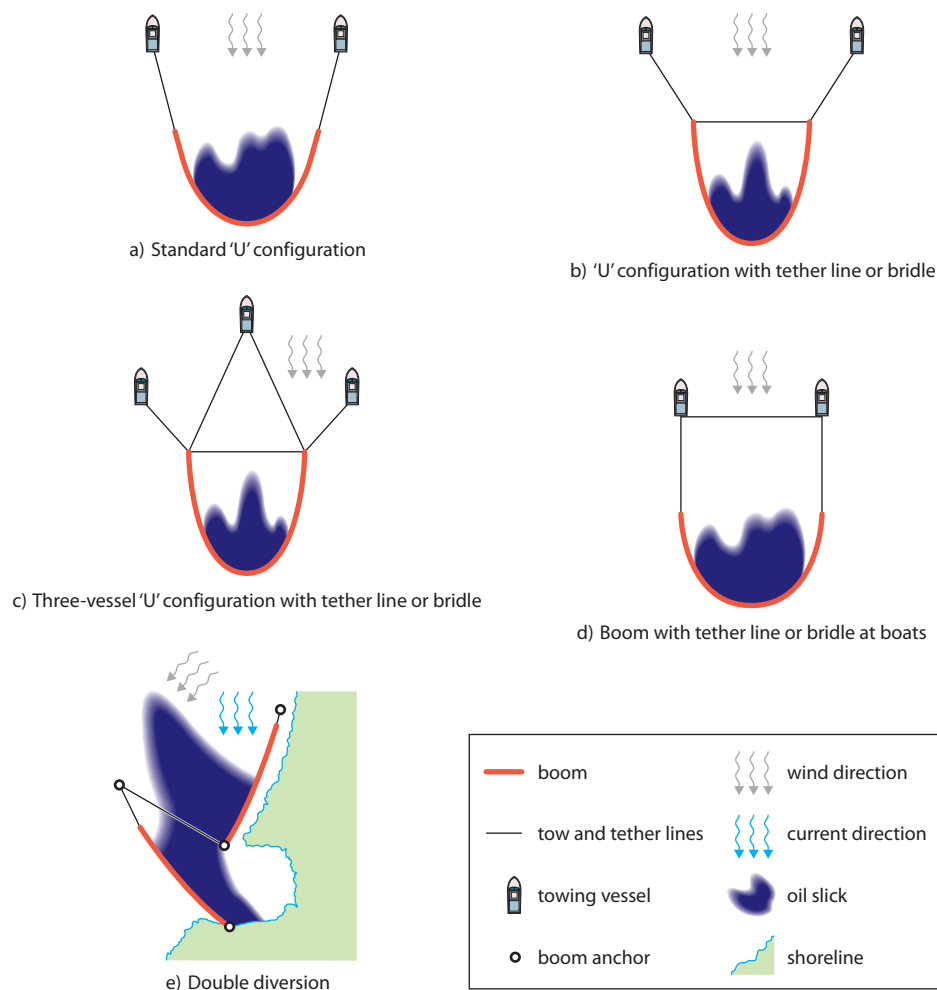 a) Standard ‘U’ configuration
b) ‘U’ configuration with tether line or bridle
c) Three-vessel ‘U’ configuration with tether line or bridle
d) Boom with tether line or bridle at boats
e) Double diversion
boom
wind direction
tow and tether lines
current direction
towing vessel
oil slick
boom anchor
shoreline